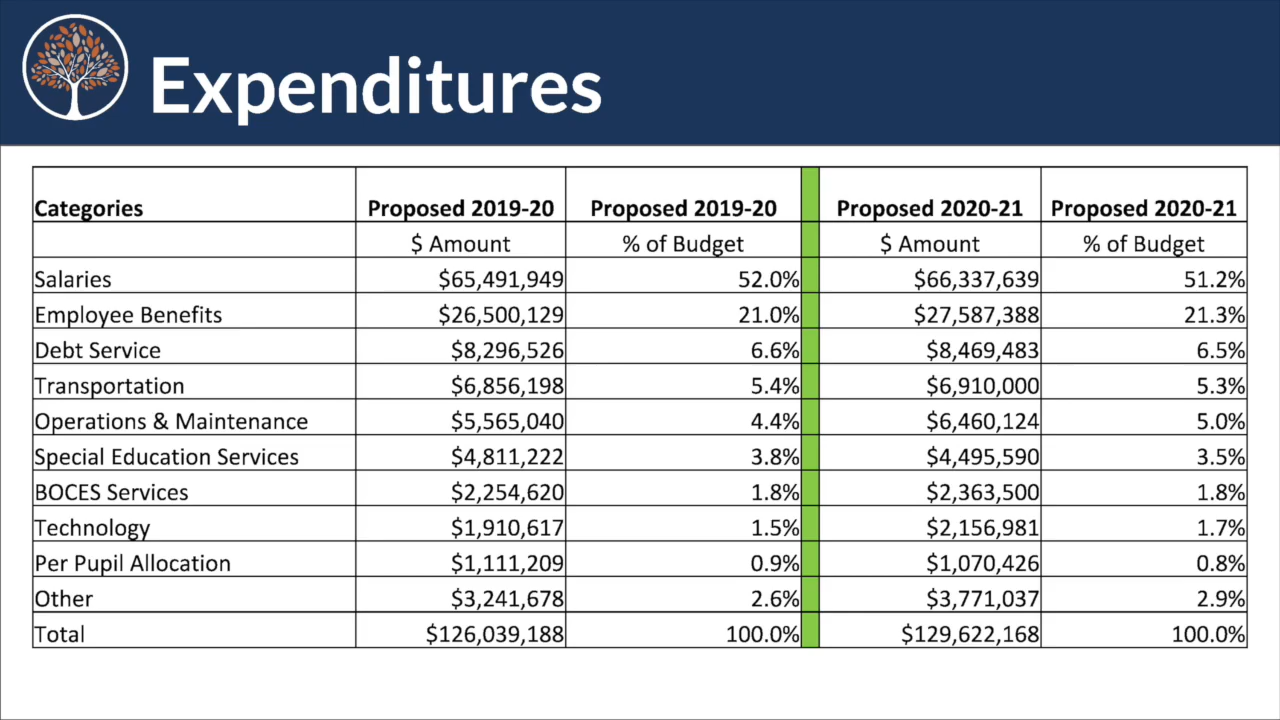 Expenditures
Categories Proposed 2019-20 Proposed 2019-20 Proposed 2020-21 Proposed 2020-21
$ Amount % of Budget $ Amount % of Budget
Salaries $65,491,949 52.0% $66,337,639 51.2%
Employee Benefits $26,500,129 21.0% $27,587,388 21.3%
Debt Service $8,296,526 6.6% $8,469,483 6.5%
Transportation $6,856,198 5.4% $6,910,000 5.3%
Operations & Maintenance $5,565,040 4.4% $6,460,124 5.0%
Special Education Services $4,811,222 3.8% $4,495,590 3.5%
BOCES Services $2,254,620 1.8% $2,363,500 1.8%
Technology $1,910,617 1.5% $2,156,981 1.7%
Per Pupil Allocation $1,111,209 0.9% $1,070,426 0.8%
Other $3,241,678 2.6% $3,771,037 2.9%
Total $126,039,188 100.0% $129,622,168 100.0%